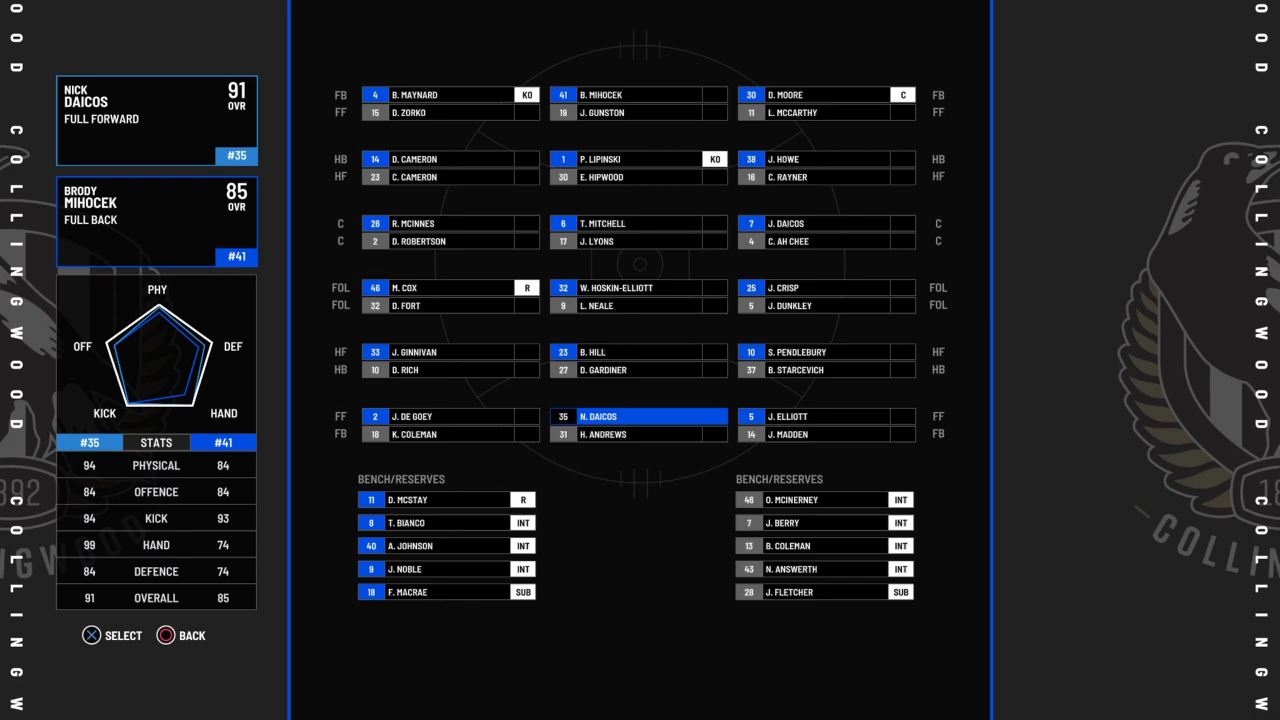 NICK
DAICOS
91
OVR
FULL FORWARD
#35
BRODY
MIHOCEK
85
OVR
FULL BACK
#41
PHY
OFF
DEF
KICK
HAND
#35 STATS #41
94 PHYSICAL 84
84 OFFENCE 84
94 KICK 93
99 HAND 74
84 DEFENCE 74
91 OVERALL 85
SELECT BACK
FB 4 B. MAYNARD KO 41 B. MIHOCEK 30 D. MOORE C FB
FF 15 D. ZORKO 19 J. GUNSTON 11 L. MCCARTHY FF
HB 14 D. CAMERON 1 P. LIPINSKI KO 38 J. HOWE HB
HF 23 C. CAMERON 30 E. HIPWOOD 16 C. RAYNER HF
C 26 R. MCINNES 6 T. MITCHELL 7 J. DAICOS C
C 2 D. ROBERTSON 17 J. LYONS 4 C. AH CHEE C
FOL 46 M. COX R 32 W. HOSKIN-ELLIOTT 25 J. CRISP FOL
FOL 32 D. FORT 9 L. NEALE 5 J. DUNKLEY FOL
HF 33 J. GINNIVAN 23 B. HILL 10 S. PENDLEBURY HF
HB 10 D. RICH 27 D. GARDINER 37 B. STARCEVICH HB
FF 2 J. DE GOEY 35 N. DAICOS 5 J. ELLIOTT FF
FB 18 K. COLEMAN 31 H. ANDREWS 14 J. MADDEN FB
BENCH/RESERVES
11 D. MCSTAY R
8 T. BIANCO INT
40 A. JOHNSON INT
9 J. NOBLE INT
18 F. MACRAE SUB
BENCH/RESERVES
46 O. MCINERNEY INT
7 J. BERRY INT
13 B. COLEMAN INT
43 N. ANSWERTH INT
28 J. FLETCHER SUB
OOD COLLINGWOOD COLLINGW
OOD COLLINGWOOD COLLINGW
892
NGWOOD
18
COLLIN